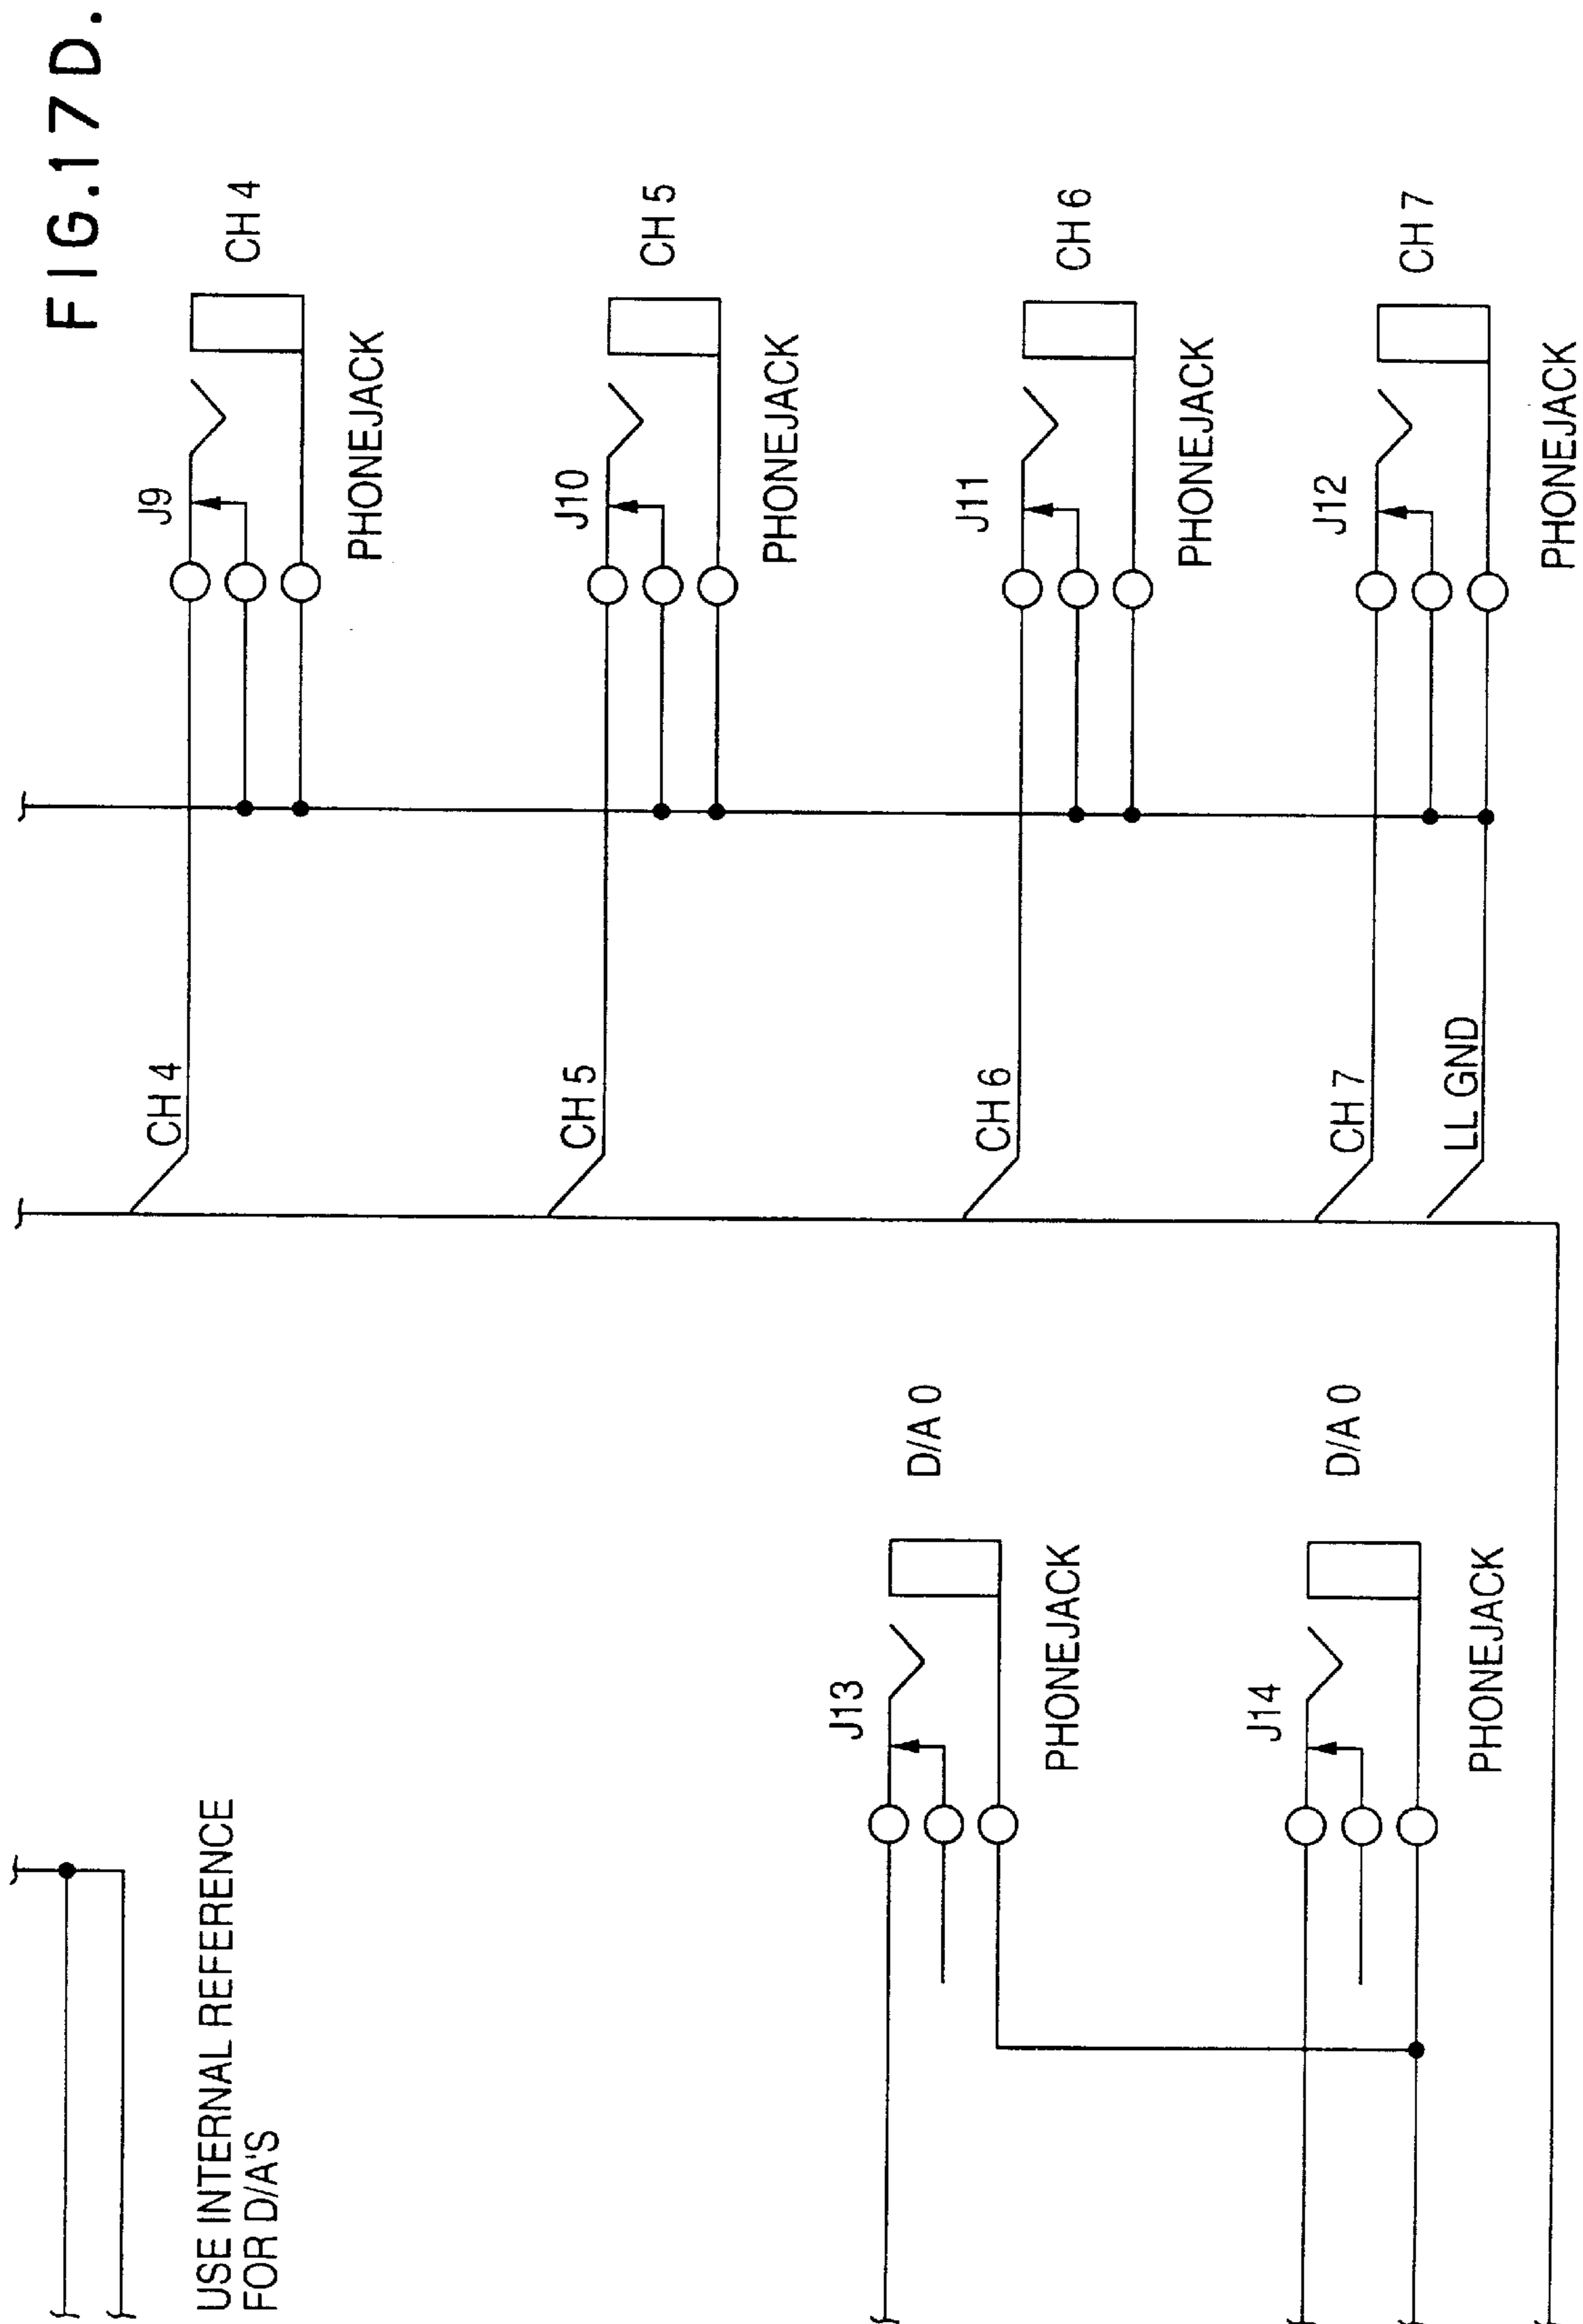 FIG.17D.
J9
CH 4
CH 4
PHONEJACK
J10
CH 5
CH 5
PHONEJACK
J11
CH 6
CH 6
PHONEJACK
J12
CH 7
CH 7
LL GND
PHONEJACK
USE INTERNAL REFERENCE
FOR D/A'S
J13
D/A 0
PHONEJACK
J14
D/A 0
PHONEJACK